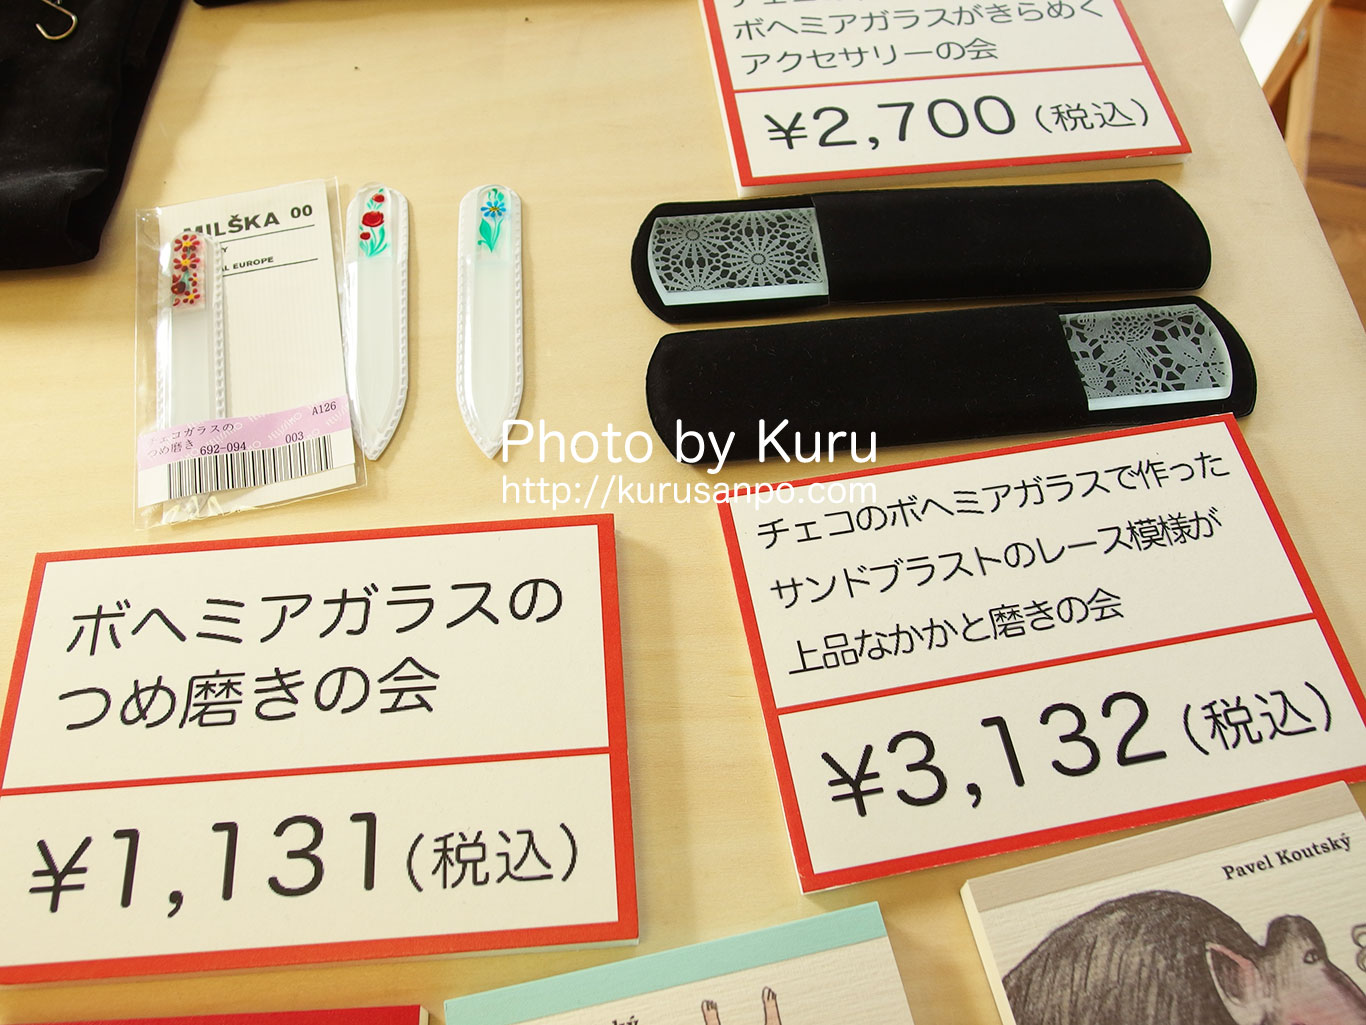 ボヘミアガラスがきらめく
アクセサリーの会
¥2,700(税込)
MILŠKA 00
AL EUROPE
A126
チェコガラスの
つめ磨き 692-094 003
Photo by Kuru
http://kurusanpo.com
チェコのボヘミアガラスで作った
サンドブラストのレース模様が
上品なかかと磨きの会
¥3,132(税込)
ボヘミアガラスの
つめ磨きの会
¥1,131(税込)
Pavel Koutský